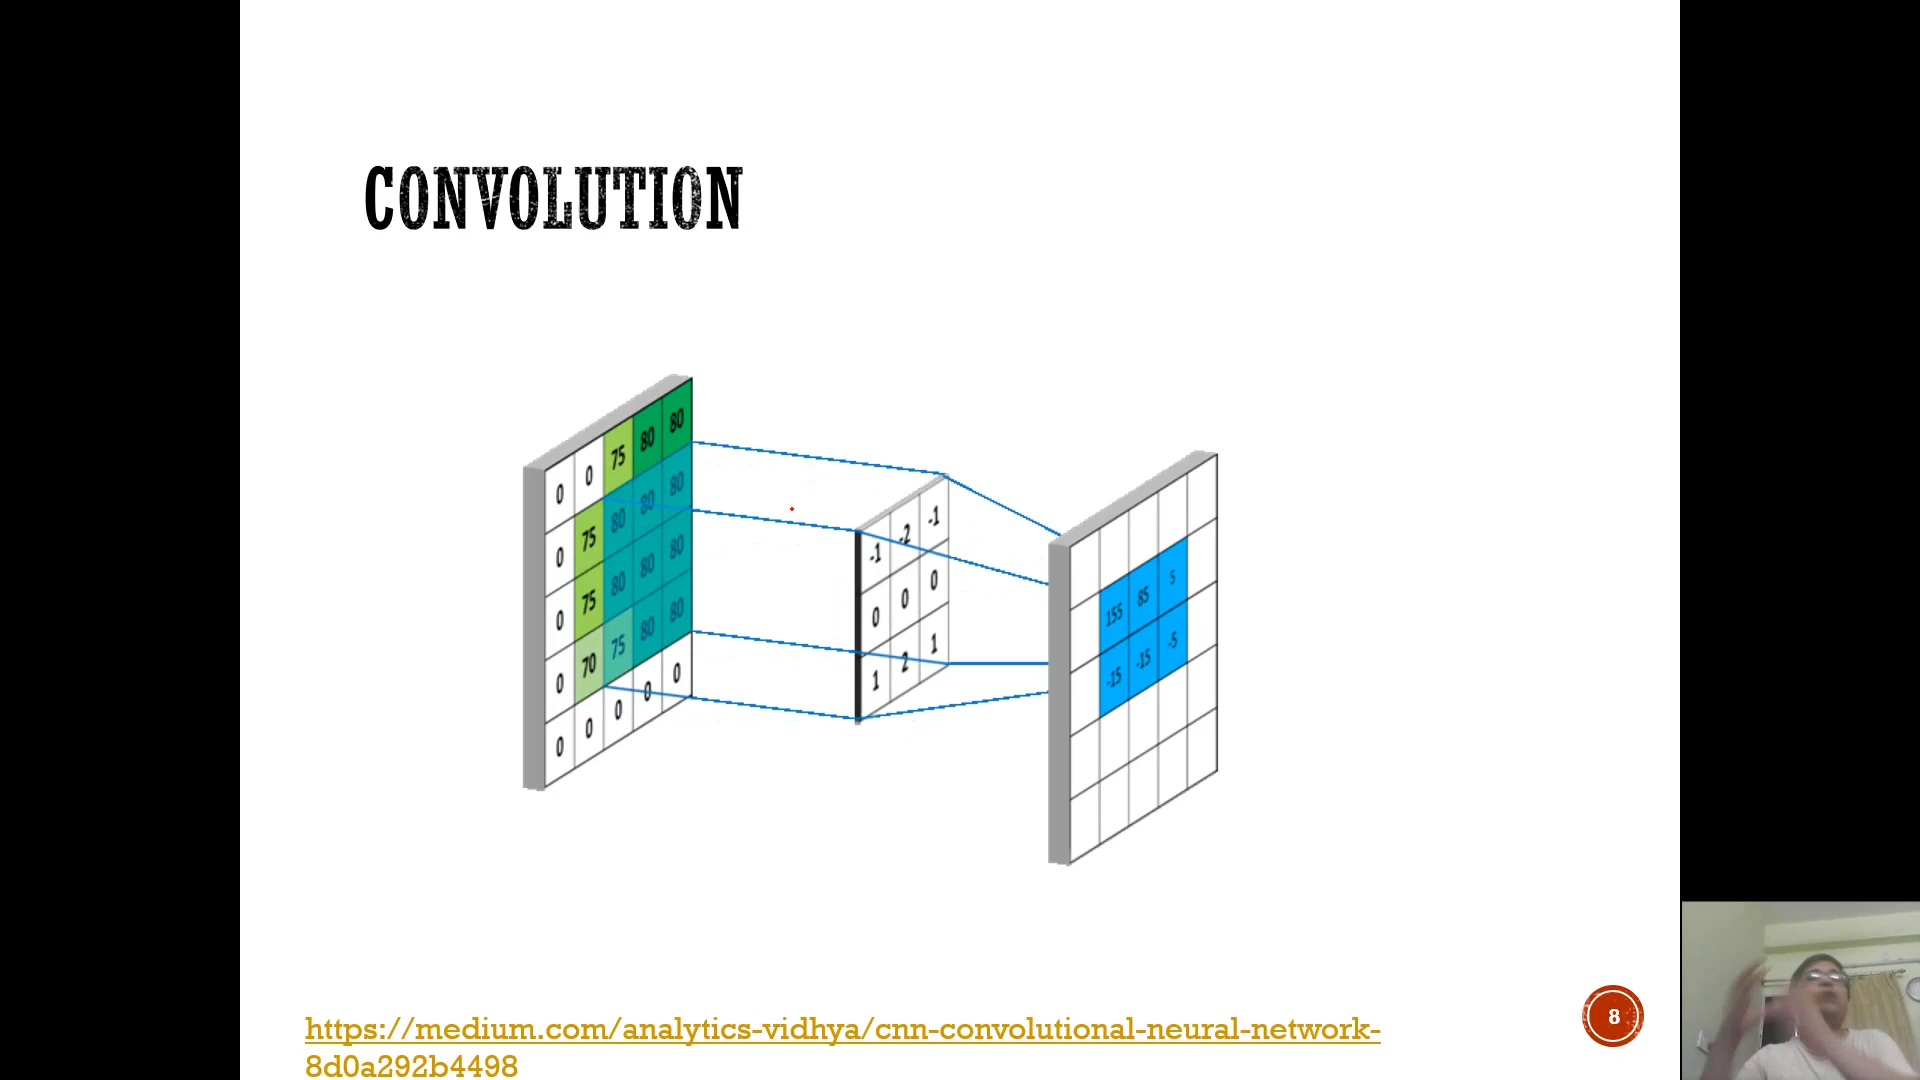 CONVOLUTION
0 0 75 80 80
0 75 80 80 80
0 75 80 80 80
0 70 75 80 80
0 0 0 0 0
-1 -2 -1
0 0 0
1 2 1
155 85 5
-15 -15 -5
https://medium.com/analytics-vidhya/cnn-convolutional-neural-network-
8d0a292b4498
8